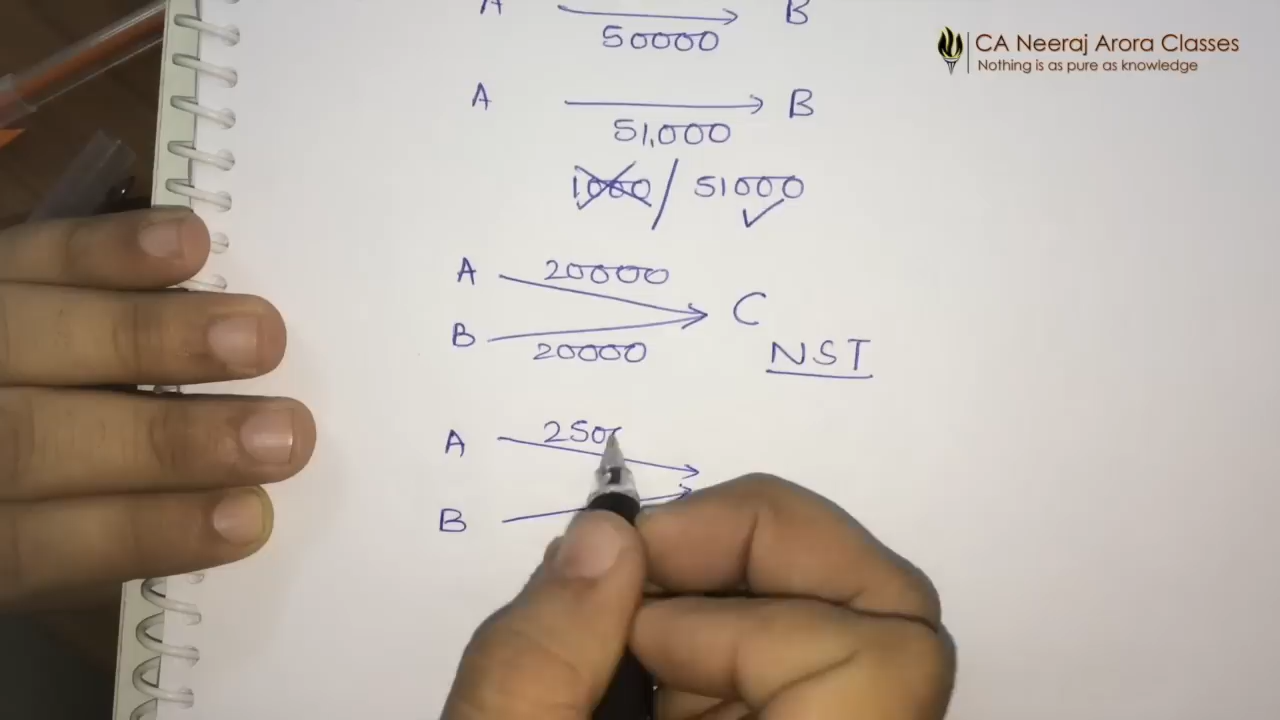 A B
50000
CA Neeraj Arora Classes
Nothing is as pure as knowledge
A B
51,000
1000 / 51000
A 20000
C
B 20000
NST
A 250
B